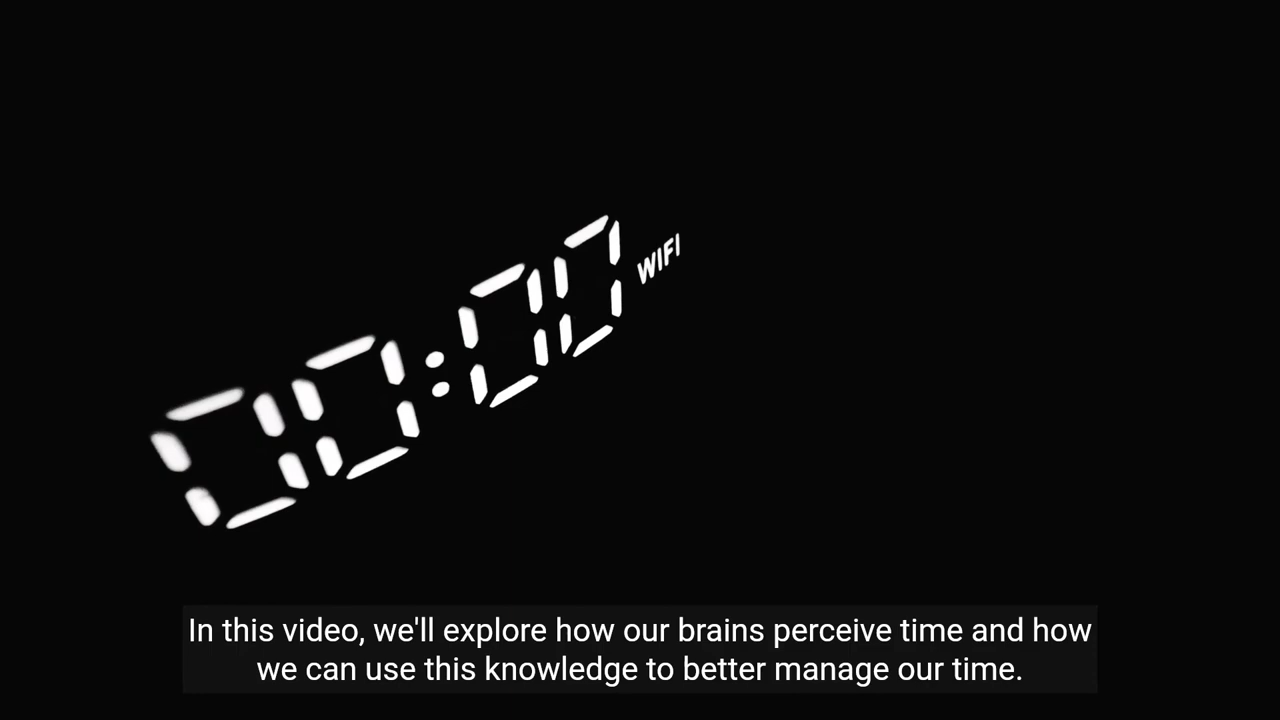 00:00 WIFI
In this video, we'll explore how our brains perceive time and how
we can use this knowledge to better manage our time.